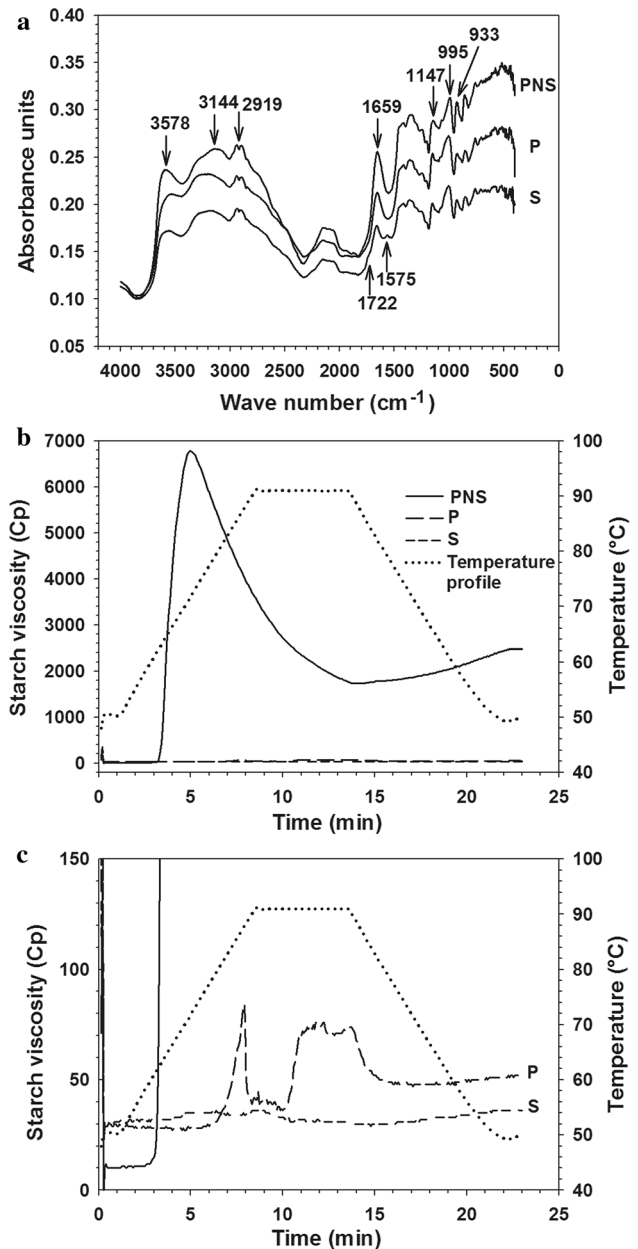 a
0.40
0.35
0.30
0.25
0.20
0.15
0.10
0.05
Absorbance units
3578
3144
2919
1659
1147
995
933
PNS
P
S
1575
1722
4000 3500 3000 2500 2000 1500 1000 500 0
Wave number (cm-1)
b
7000
6000
5000
4000
3000
2000
1000
0
Starch viscosity (Cp)
PNS
P
S
Temperature
profile
100
90
80
70
60
50
40
Temperature (°C)
0 5 10 15 20 25
Time (min)
c
150
100
50
0
Starch viscosity (Cp)
P
S
100
90
80
70
60
50
40
Temperature (°C)
0 5 10 15 20 25
Time (min)